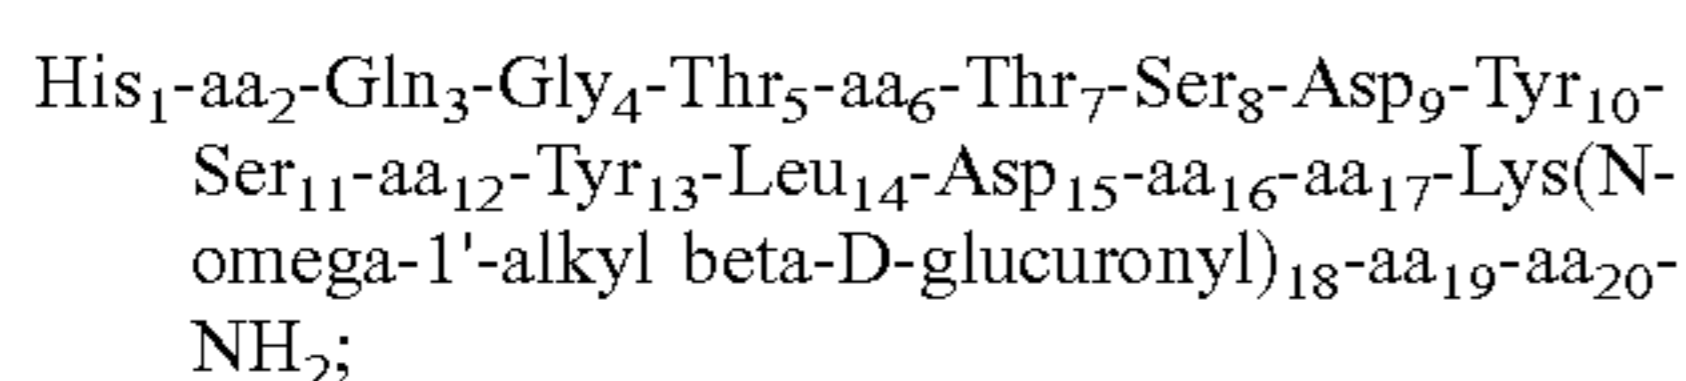 His₁-aa₂-Gln₃-Gly₄-Thr₅-aa₆-Thr₇-Ser₈-Asp₉-Tyr₁₀-
Ser₁₁-aa₁₂-Tyr₁₃-Leu₁₄-Asp₁₅-aa₁₆-aa₁₇-Lys(N-
omega-1'-alkyl beta-D-glucuronyl)₁₈-aa₁₉-aa₂₀-
NH₂;